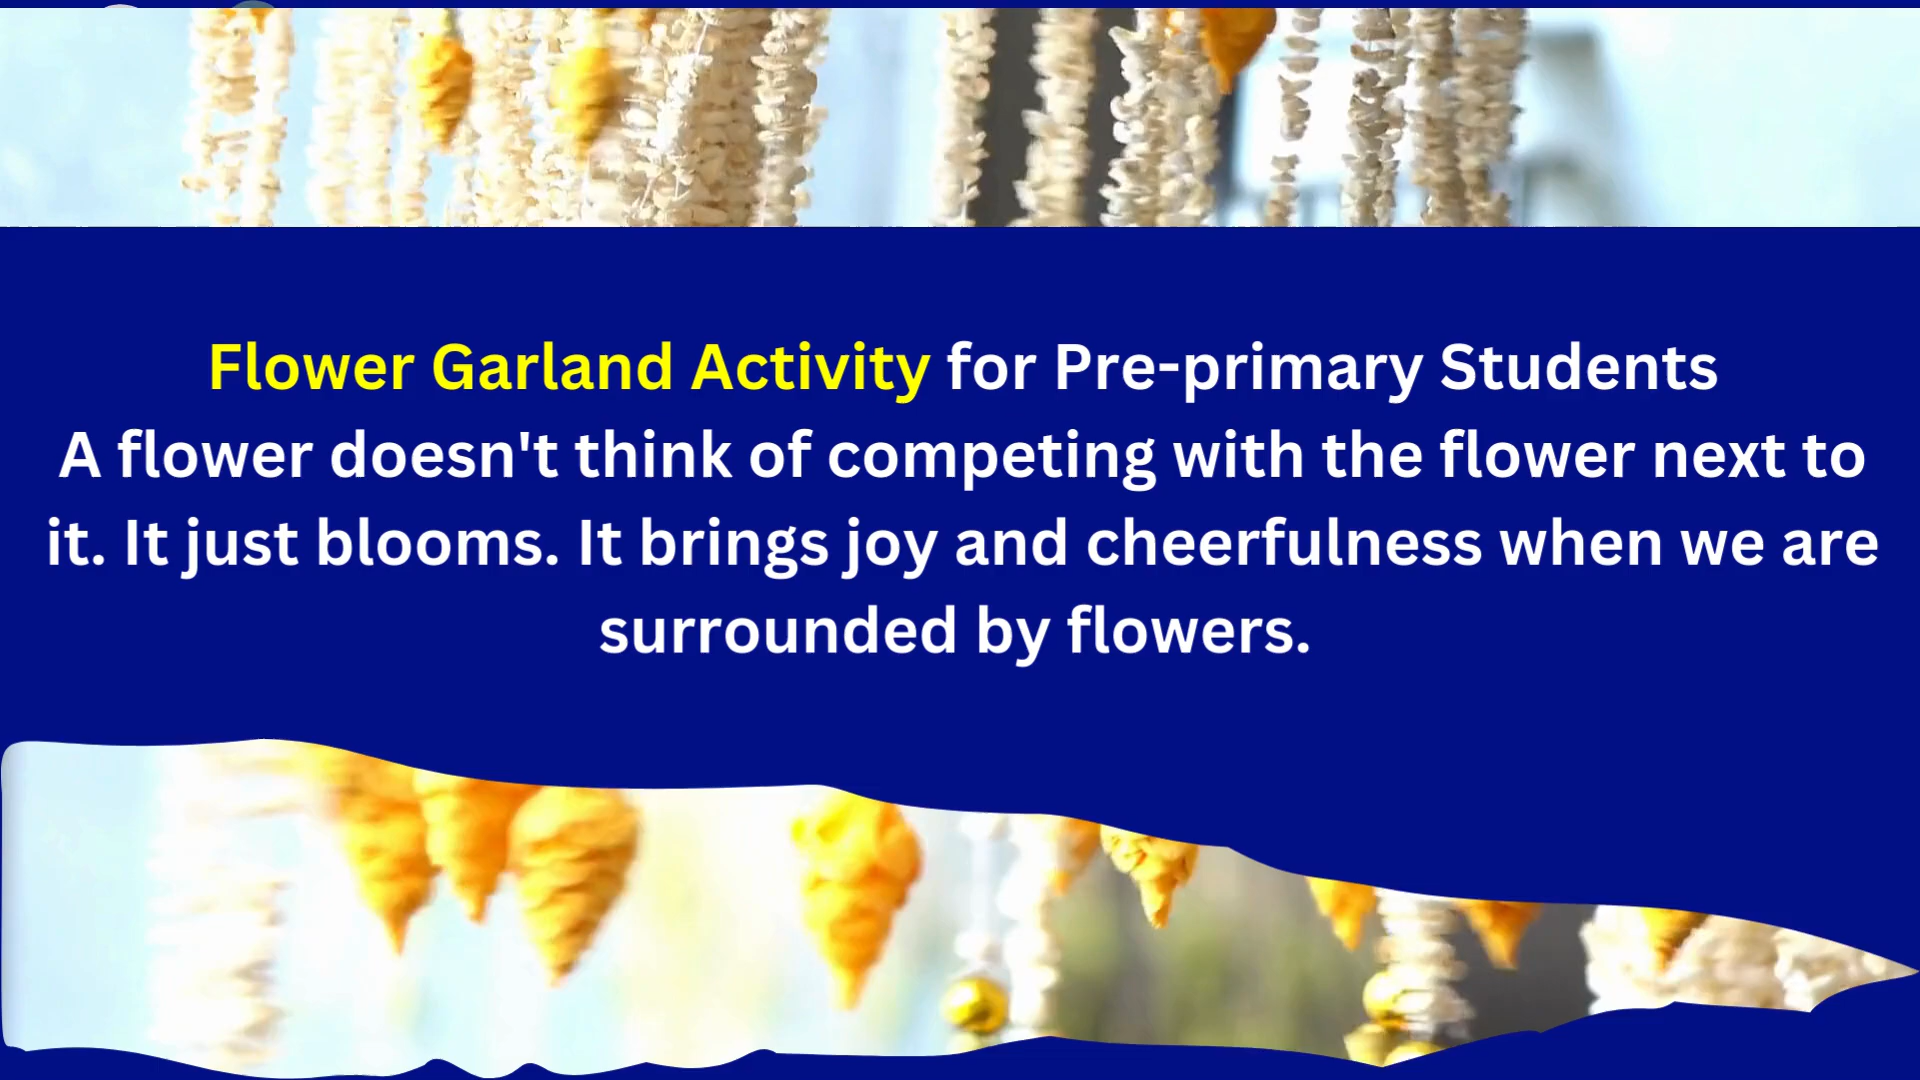 Flower Garland Activity for Pre-primary Students
A flower doesn't think of competing with the flower next to
it. It just blooms. It brings joy and cheerfulness when we are
surrounded by flowers.